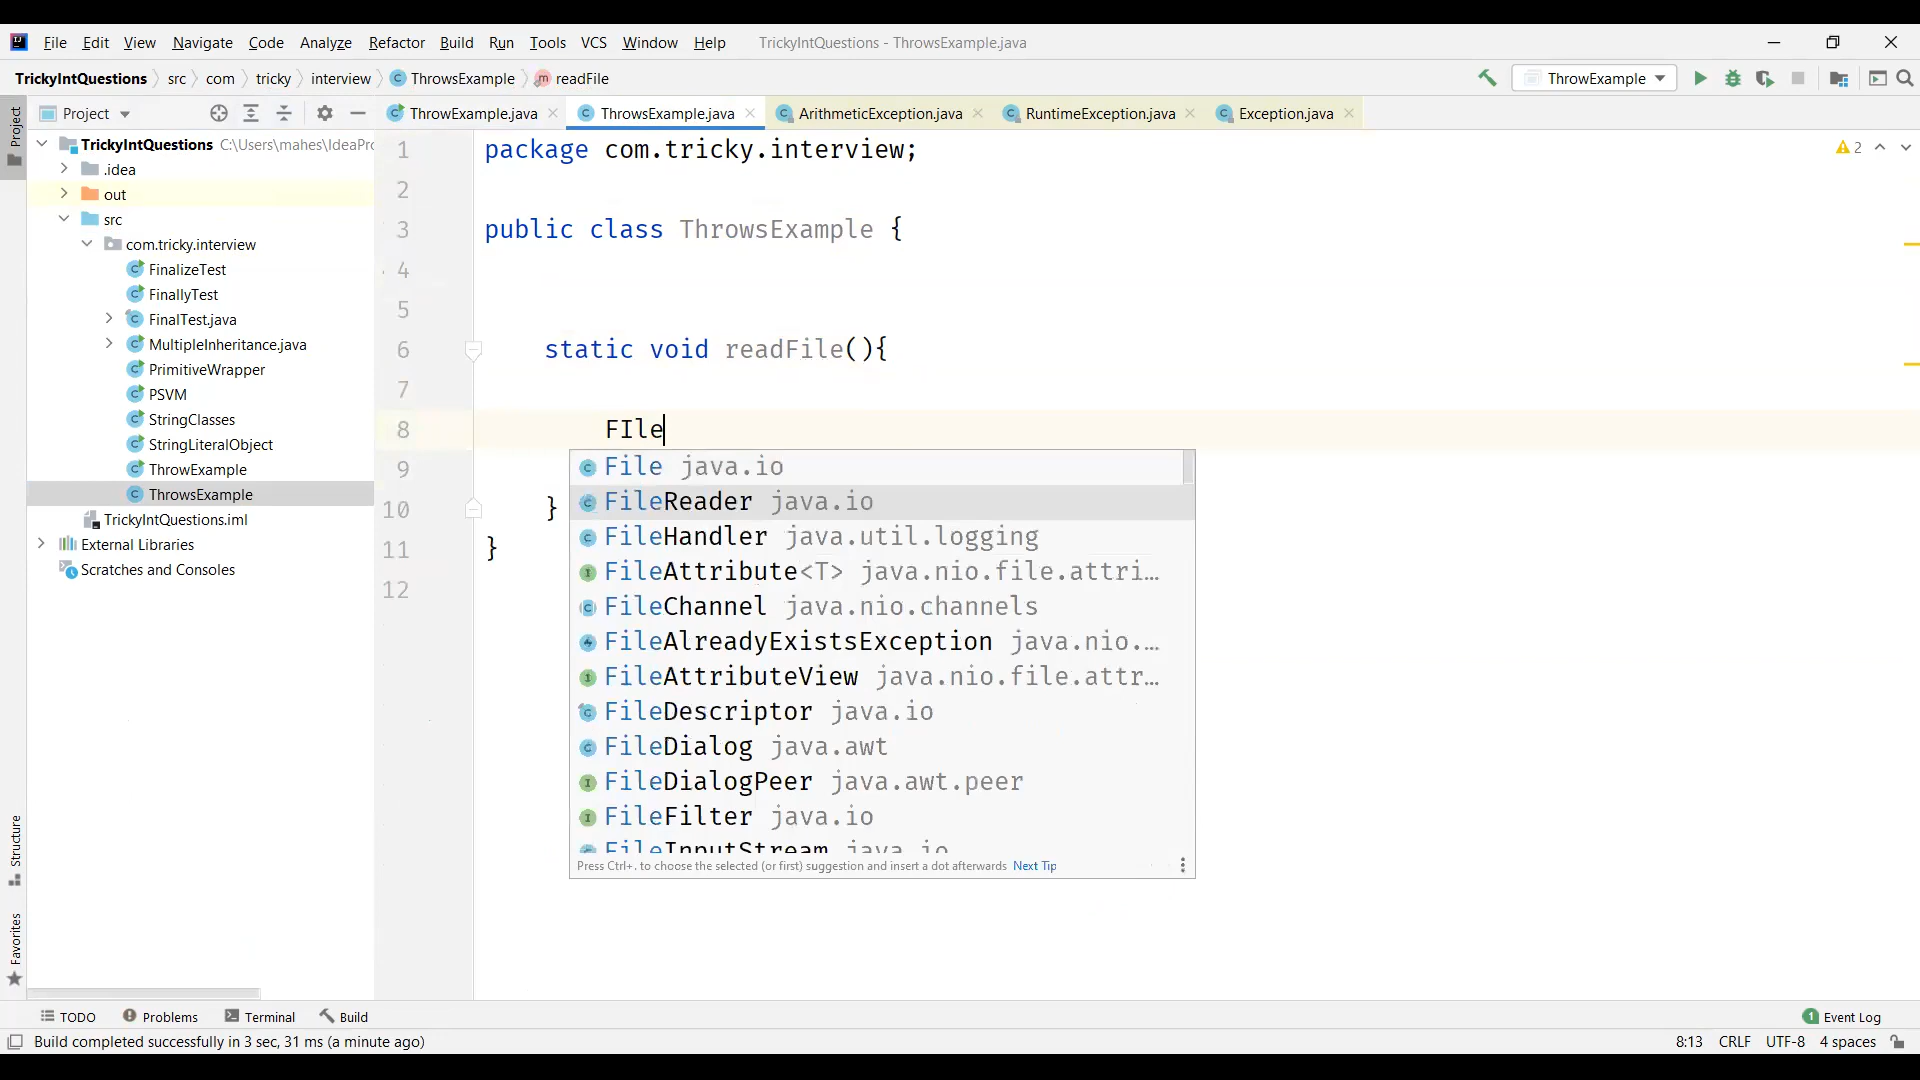 File Edit View Navigate Code Analyze Refactor Build Run Tools VCS Window Help TrickyIntQuestions - ThrowsExample.java
TrickyIntQuestions src com tricky interview ThrowsExample readFile ThrowExample
Project ThrowExample.java ThrowsExample.java ArithmeticException.java RuntimeException.java Exception.java
Project
Structure
Favorites
TrickyIntQuestions C:\Users\mahes\IdeaPro
.idea
out
src
com.tricky.interview
FinalizeTest
FinallyTest
FinalTest.java
MultipleInheritance.java
PrimitiveWrapper
PSVM
StringClasses
StringLiteralObject
ThrowExample
ThrowsExample
TrickyIntQuestions.iml
External Libraries
Scratches and Consoles
2
1 package com.tricky.interview;
2
3 public class ThrowsExample {
4
5
6 static void readFile(){
7
8 FIle
9
10 }
11 }
12
File java.io
FileReader java.io
FileHandler java.util.logging
FileAttribute<T> java.nio.file.attri...
FileChannel java.nio.channels
FileAlreadyExistsException java.nio....
FileAttributeView java.nio.file.attr...
FileDescriptor java.io
FileDialog java.awt
FileDialogPeer java.awt.peer
FileFilter java.io
FileInputStream java.io
Press Ctrl+. to choose the selected (or first) suggestion and insert a dot afterwards Next Tip
TODO Problems Terminal Build 1 Event Log
Build completed successfully in 3 sec, 31 ms (a minute ago) 8:13 CRLF UTF-8 4 spaces